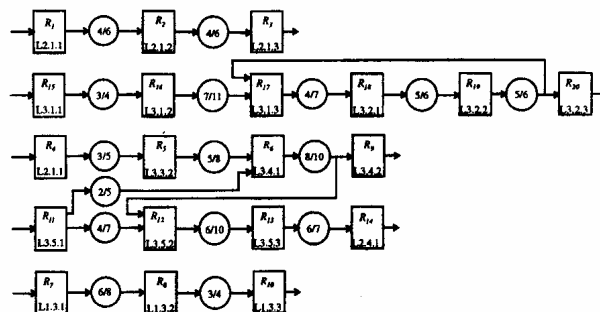 R1 4/6 R2 4/6 R3
L2.1.1 L2.1.2 L2.1.3
R15 3/4 R16 7/11 R17 4/7 R18 5/6 R19 5/6 R20
L3.1.1 L3.1.2 L3.1.3 L3.2.1 L3.2.2 L3.2.3
R4 3/5 R5 5/8 R6 8/10 R9
L2.1.1 L3.3.2 L3.4.1 L3.4.2
2/5
R11 4/7 R12 6/10 R13 6/7 R14
L3.5.1 L3.5.2 L3.5.3 L2.4.1
R7 6/8 R8 3/4 R10
L1.3.1 L1.3.2 L1.3.3